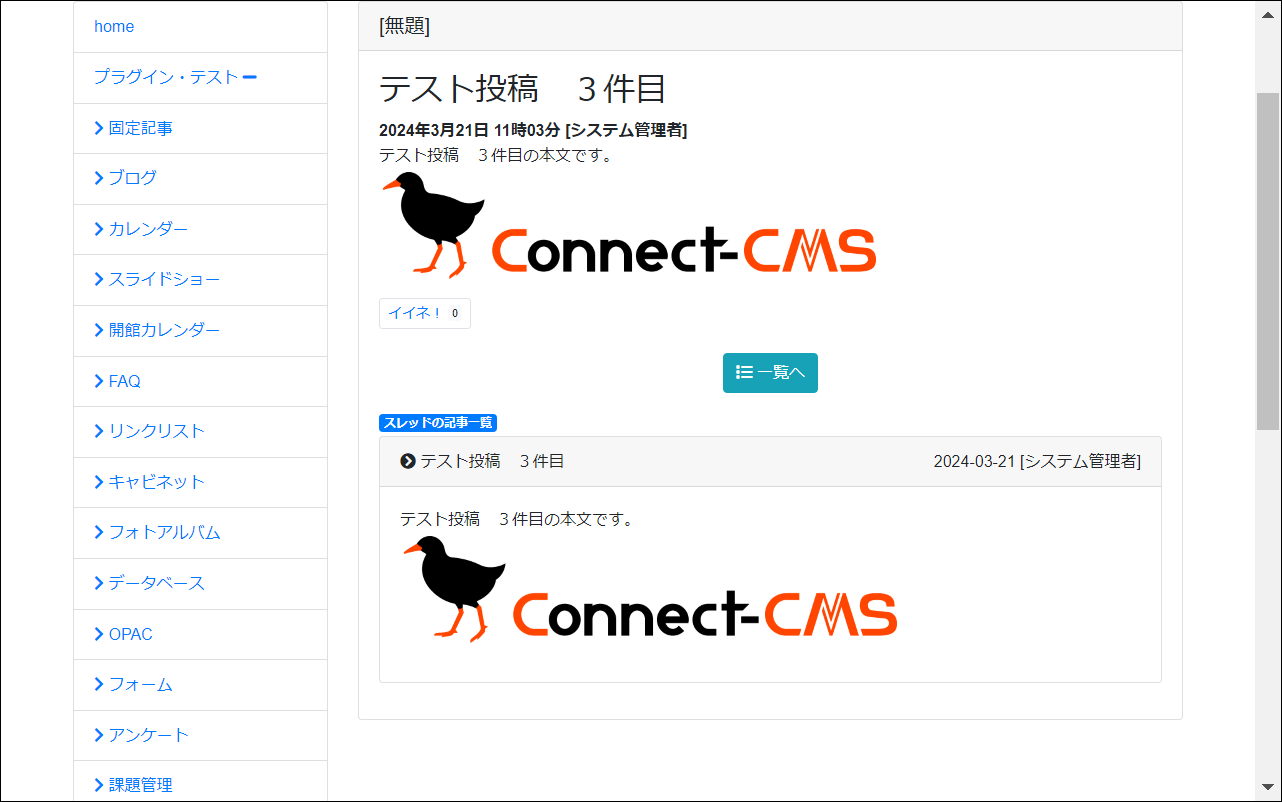 home
プラグイン・テスト
固定記事
ブログ
カレンダー
スライドショー
開館カレンダー
FAQ
リンクリスト
キャビネット
フォトアルバム
データベース
OPAC
フォーム
アンケート
課題管理
[無題]
テスト投稿　３件目
2024年3月21日 11時03分 [システム管理者]
テスト投稿　３件目の本文です。
Connect-CMS
イイネ！ 0
一覧へ
スレッドの記事一覧
テスト投稿　３件目 2024-03-21 [システム管理者]
テスト投稿　３件目の本文です。
Connect-CMS